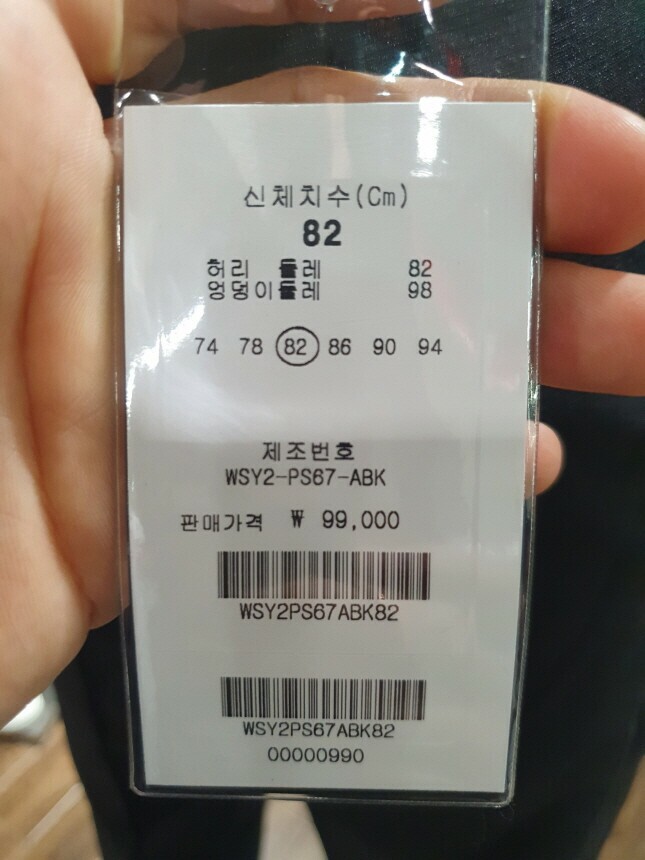 신체치수(Cm)
82
허리 둘레 82
엉덩이둘레 98
74 78 82 86 90 94
제조번호
WSY2-PS67-ABK
판매가격 ₩ 99,000
WSY2PS67ABK82
WSY2PS67ABK82
00000990